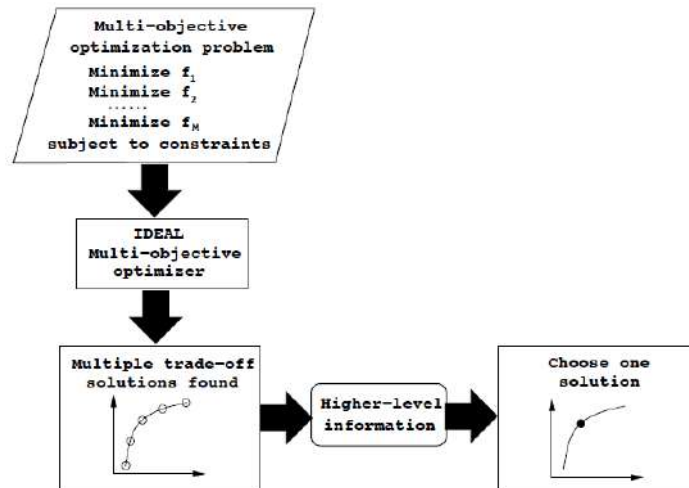 Multi-objective
optimization problem
Minimize f₁
Minimize f₂
......
Minimize f_M
subject to constraints
IDEAL
Multi-objective
optimizer
Multiple trade-off
solutions found
Higher-level
information
Choose one
solution